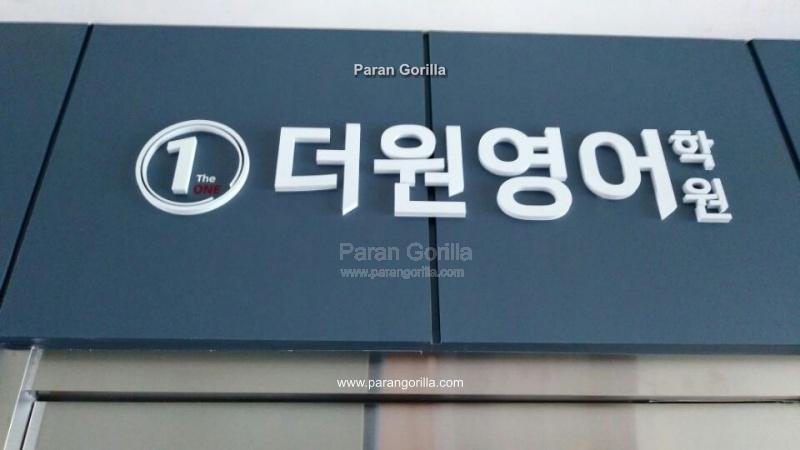 Paran Gorilla
1
The
ONE
더원영어
학원
Paran Gorilla
www.parangorilla.com
www.parangorilla.com